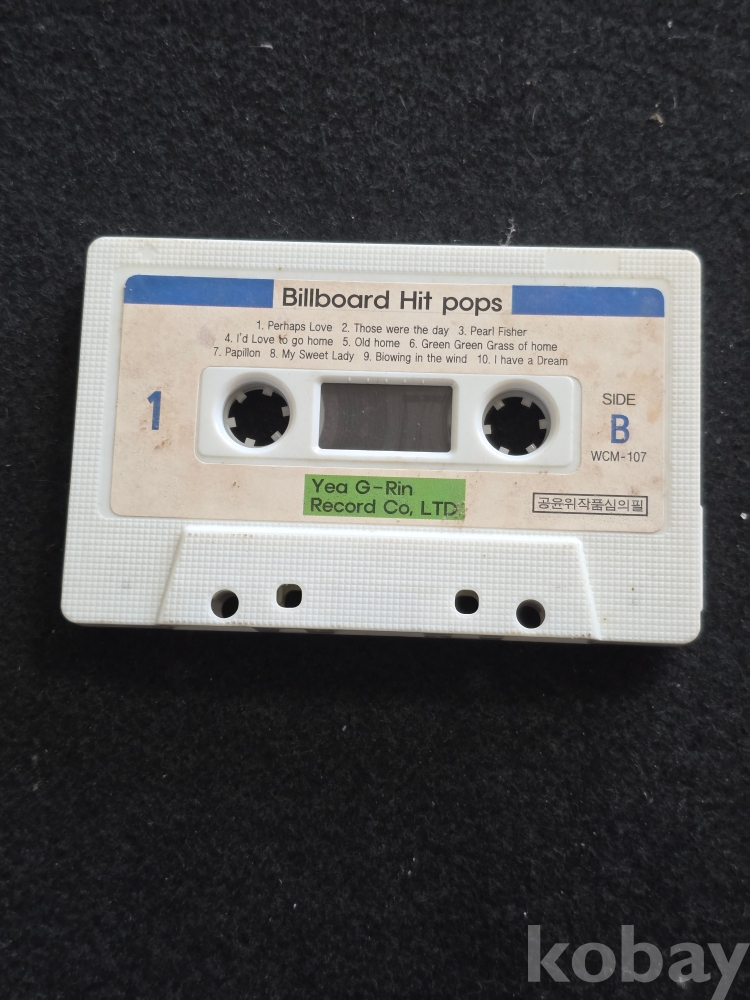 Billboard Hit pops
1. Perhaps Love 2. Those were the day 3. Pearl Fisher
4. I'd Love to go home 5. Old home 6. Green Green Grass of home
7. Papillon 8. My Sweet Lady 9. Biowing in the wind 10. I have a Dream
1
SIDE
B
WCM-107
Yea G-Rin
Record Co, LTD.
공윤위작품심의필
kobay